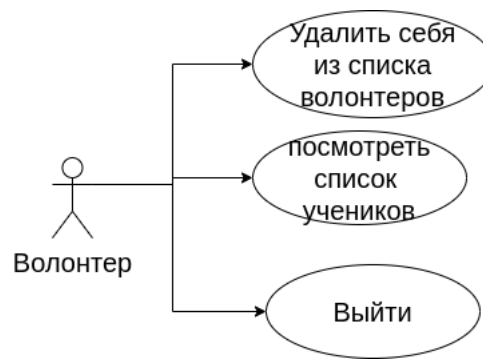 Удалить себя
из списка
волонтеров
посмотреть
список
учеников
Волонтер
Выйти